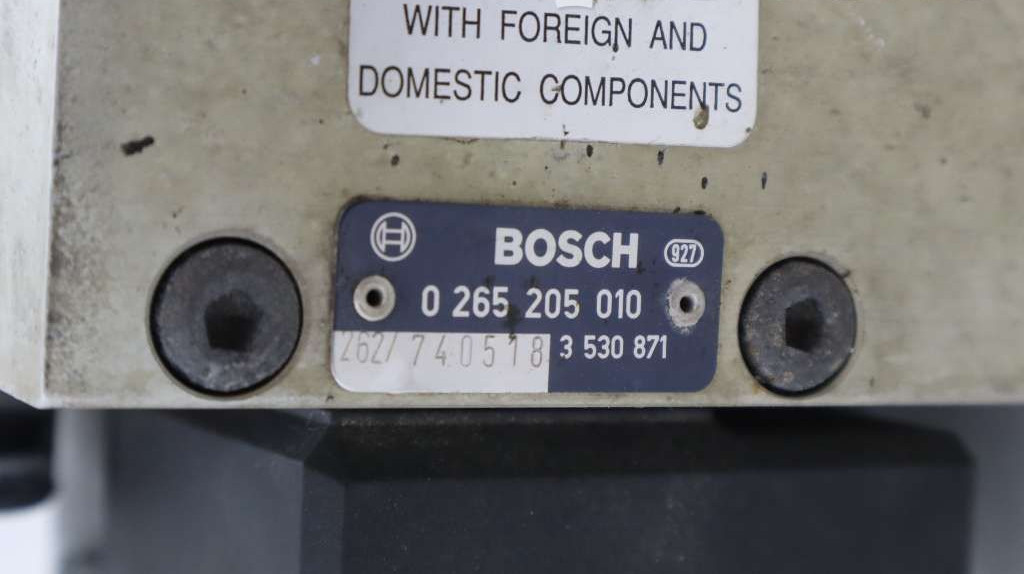 WITH FOREIGN AND
DOMESTIC COMPONENTS
BOSCH 927
0 265 205 010
262/ 740518 3 530 871